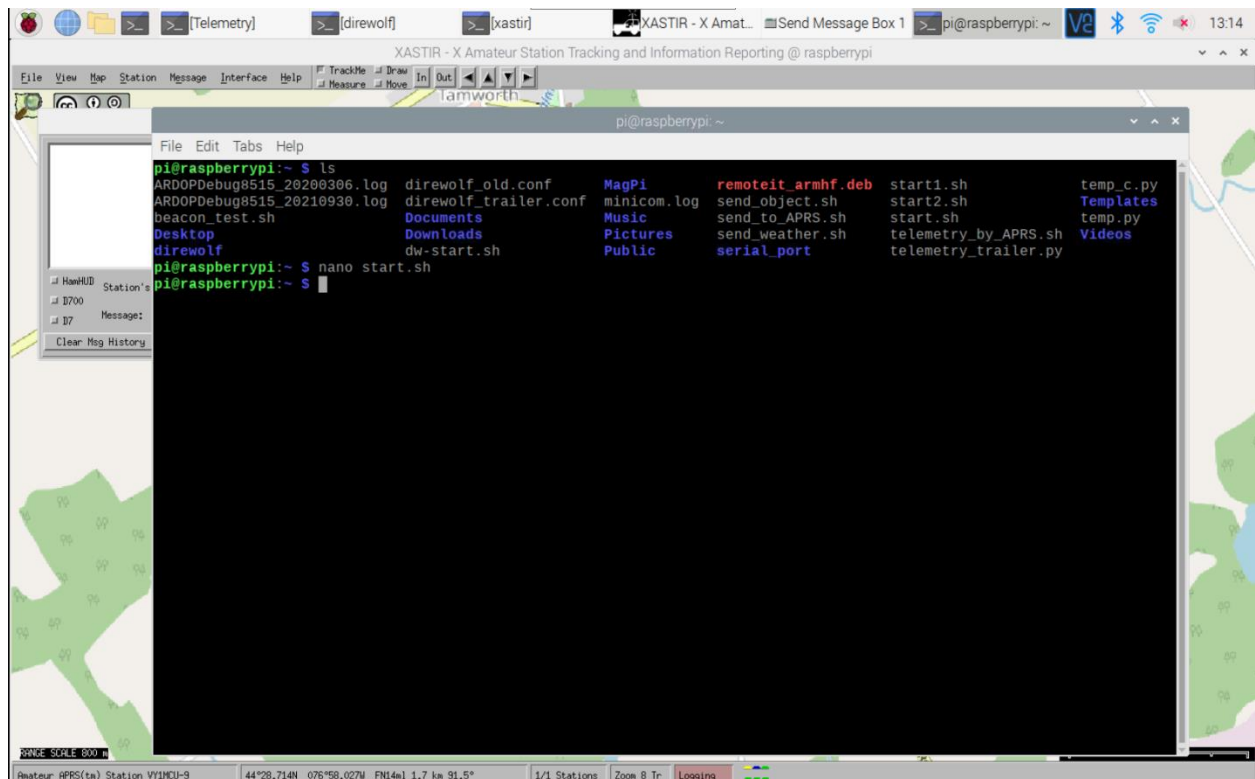 [Telemetry] [direwolf] [xastir] XASTIR - X Amat... Send Message Box 1 pi@raspberrypi: ~ 13:14
XASTIR - X Amateur Station Tracking and Information Reporting @ raspberrypi
File View Map Station Message Interface Help TrackMe Draw In Out
Measure Move
Tamworth
pi@raspberrypi: ~
File Edit Tabs Help
pi@raspberrypi:~ $ ls
ARDOPDebug8515_20200306.log direwolf_old.conf MagPi remoteit_armhf.deb start1.sh temp_c.py
ARDOPDebug8515_20210930.log direwolf_trailer.conf minicom.log send_object.sh start2.sh Templates
beacon_test.sh Documents Music send_to_APRS.sh start.sh temp.py
Desktop Downloads Pictures send_weather.sh telemetry_by_APRS.sh Videos
direwolf dw-start.sh Public serial_port telemetry_trailer.py
pi@raspberrypi:~ $ nano start.sh
pi@raspberrypi:~ $
HamHUD Station's
D700
D7 Message:
Clear Msg History
RANGE SCALE 800 m
Amateur APRS(tm) Station VY1MCU-9 44°28.714N 076°58.027W FN14ml 1.7 km 91.5° 1/1 Stations Zoom 8 Tr Logging